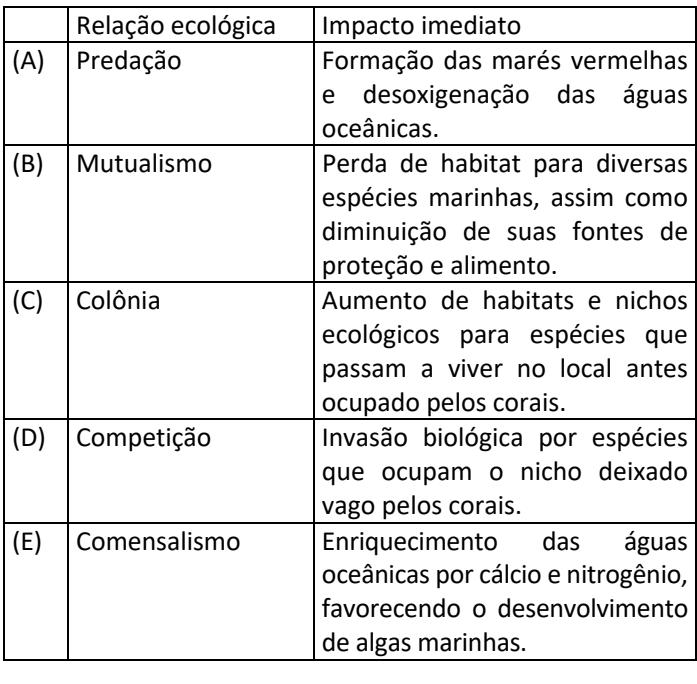 Relação ecológica Impacto imediato
(A) Predação Formação das marés vermelhas
e desoxigenação das águas
oceânicas.
(B) Mutualismo Perda de habitat para diversas
espécies marinhas, assim como
diminuição de suas fontes de
proteção e alimento.
(C) Colônia Aumento de habitats e nichos
ecológicos para espécies que
passam a viver no local antes
ocupado pelos corais.
(D) Competição Invasão biológica por espécies
que ocupam o nicho deixado
vago pelos corais.
(E) Comensalismo Enriquecimento das águas
oceânicas por cálcio e nitrogênio,
favorecendo o desenvolvimento
de algas marinhas.